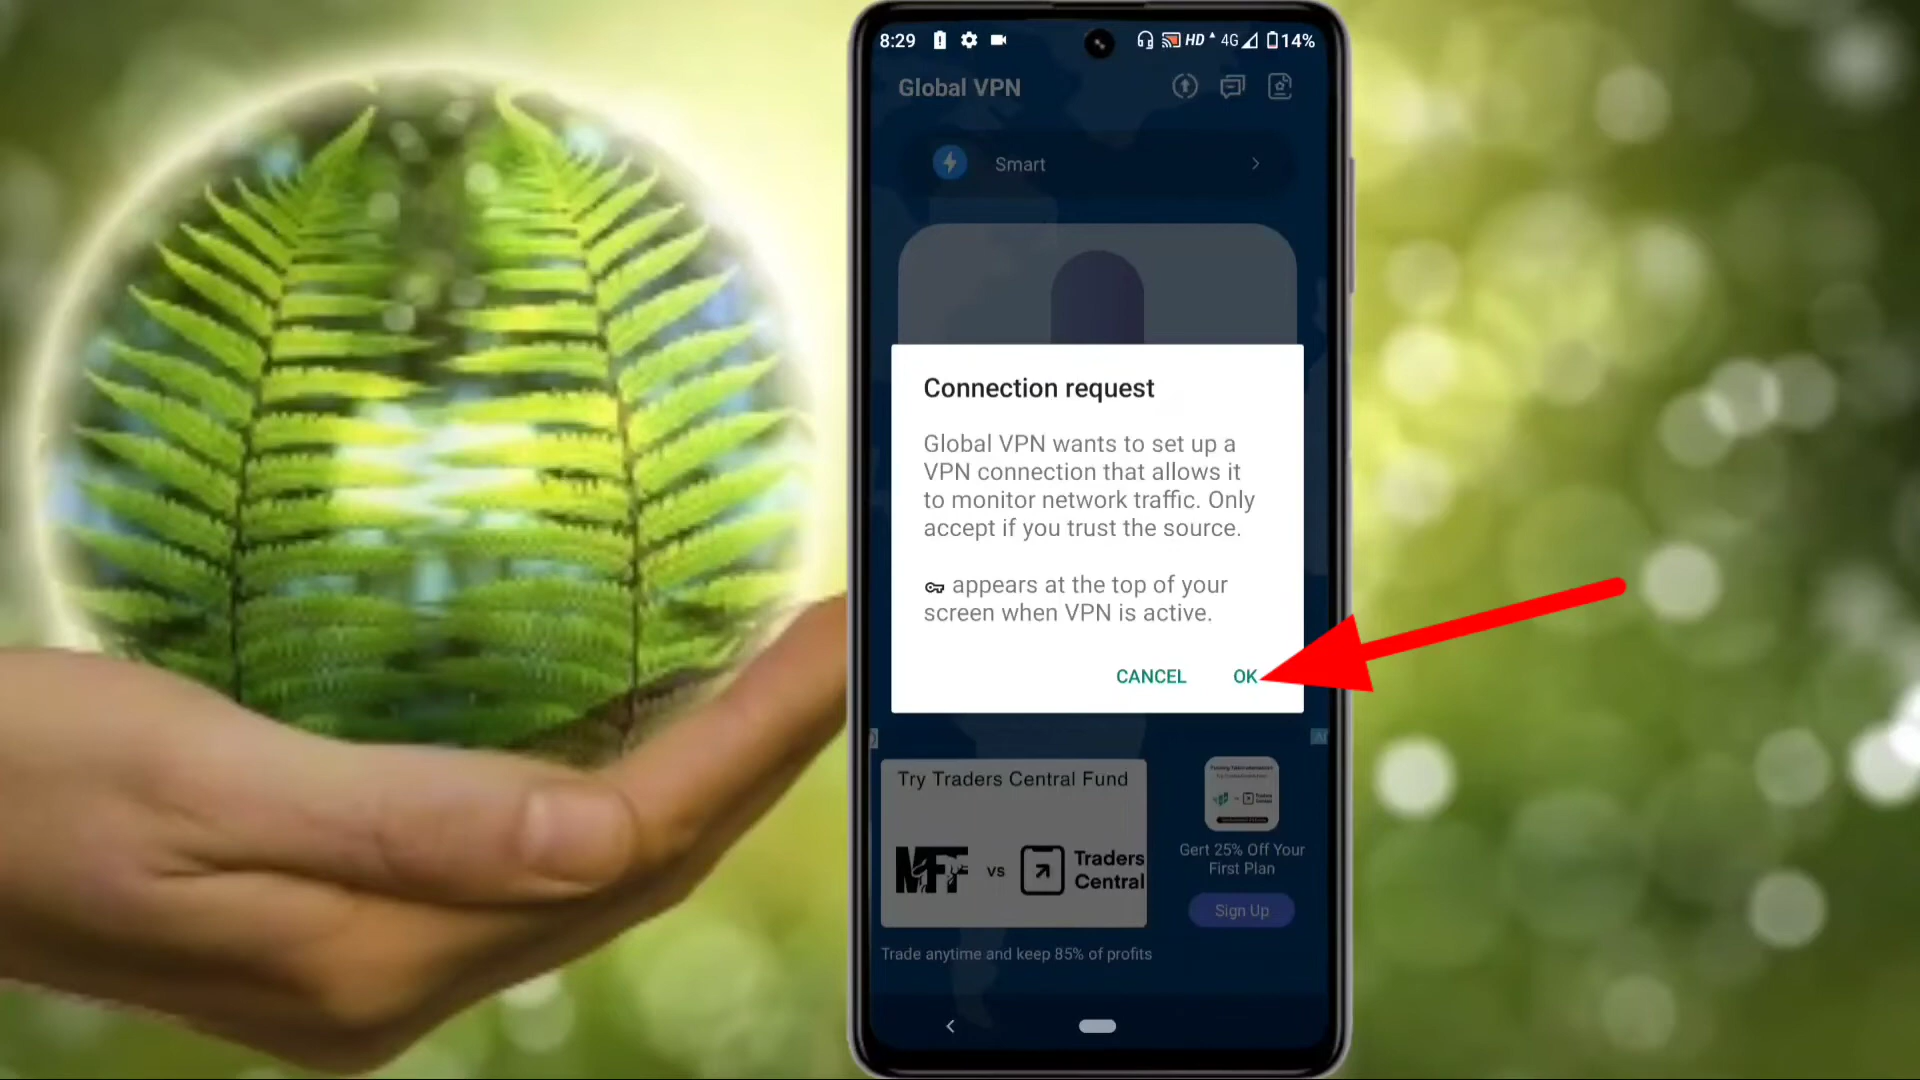 8:29
HD 4G 14%
Global VPN
Smart
Connection request
Global VPN wants to set up a
VPN connection that allows it
to monitor network traffic. Only
accept if you trust the source.
appears at the top of your
screen when VPN is active.
CANCEL OK
Try Traders Central Fund
MFF vs Traders
Central
Gert 25% Off Your
First Plan
Sign Up
Trade anytime and keep 85% of profits